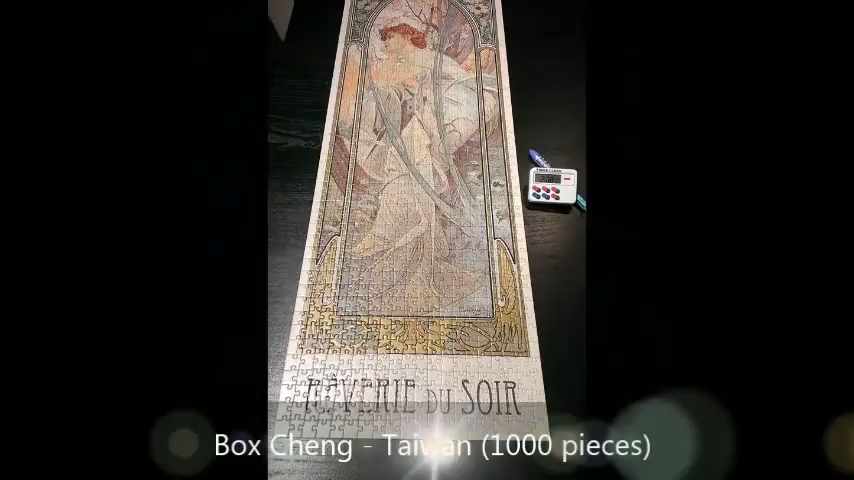 RÊVERIE DU SOIR
Box Cheng - Taiwan (1000 pieces)